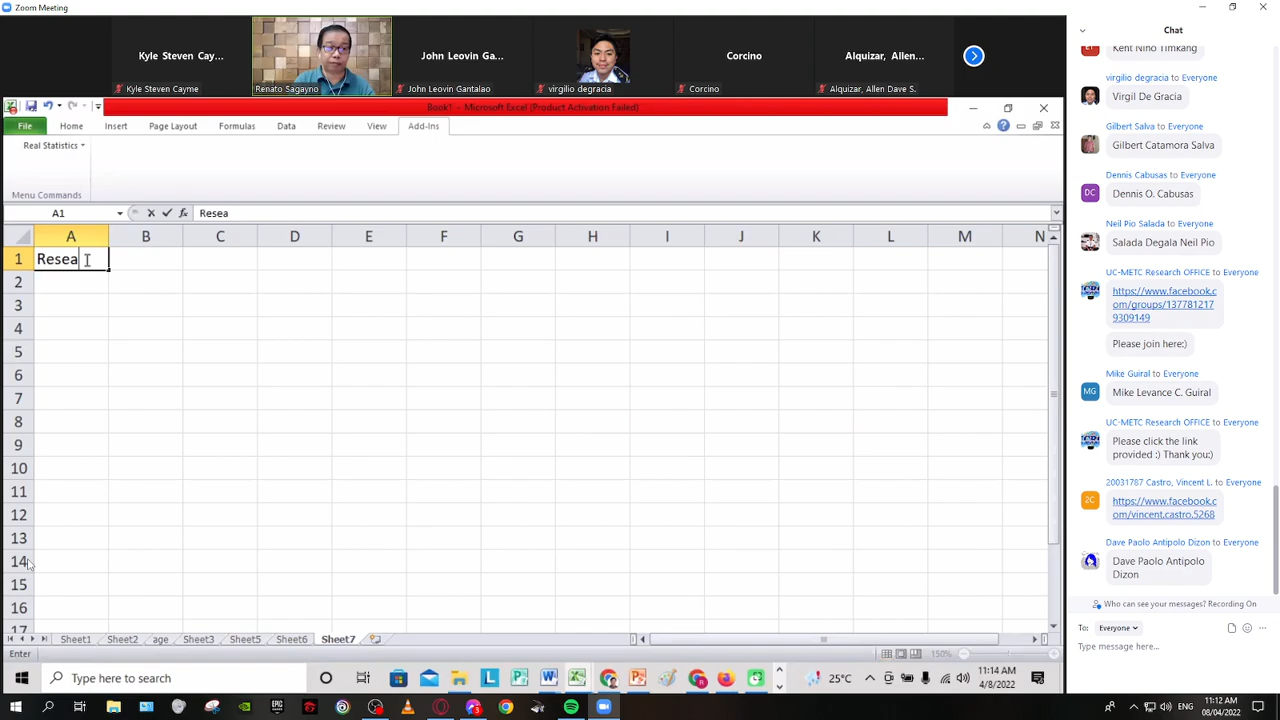 Zoom Meeting
Kyle Steven Cay...
Kyle Steven Cayme
Renato Sagayno
John Leovin Ga...
John Leovin Gantalao
virgilio degracia
Corcino
Corcino
Alquizar, Allen...
Alquizar, Allen Dave S.
Book1 - Microsoft Excel (Product Activation Failed)
File Home Insert Page Layout Formulas Data Review View Add-Ins
Real Statistics
Menu Commands
A1 Resea
A B C D E F G H I J K L M N
1 Resea
2
3
4
5
6
7
8
9
10
11
12
13
14
15
16
17
Sheet1 Sheet2 age Sheet3 Sheet5 Sheet6 Sheet7
Enter 150%
Type here to search
25°C
11:14 AM
4/8/2022
Chat
Kent Nino Timkang
virgilio degracia to Everyone
Virgil De Gracia
Gilbert Salva to Everyone
Gilbert Catamora Salva
Dennis Cabusas to Everyone
DC
Dennis O. Cabusas
Neil Pio Salada to Everyone
Salada Degala Neil Pio
UC-METC Research OFFICE to Everyone
https://www.facebook.c
om/groups/137781217
9309149
Please join here:)
Mike Guiral to Everyone
MG
Mike Levance C. Guiral
UC-METC Research OFFICE to Everyone
Please click the link
provided :) Thank you:)
20031787 Castro, Vincent L. to Everyone
2C
https://www.facebook.c
om/vincent.castro.5268
Dave Paolo Antipolo Dizon to Everyone
Dave Paolo Antipolo
Dizon
Who can see your messages? Recording On
To: Everyone
Type message here...
ENG
11:12 AM
08/04/2022